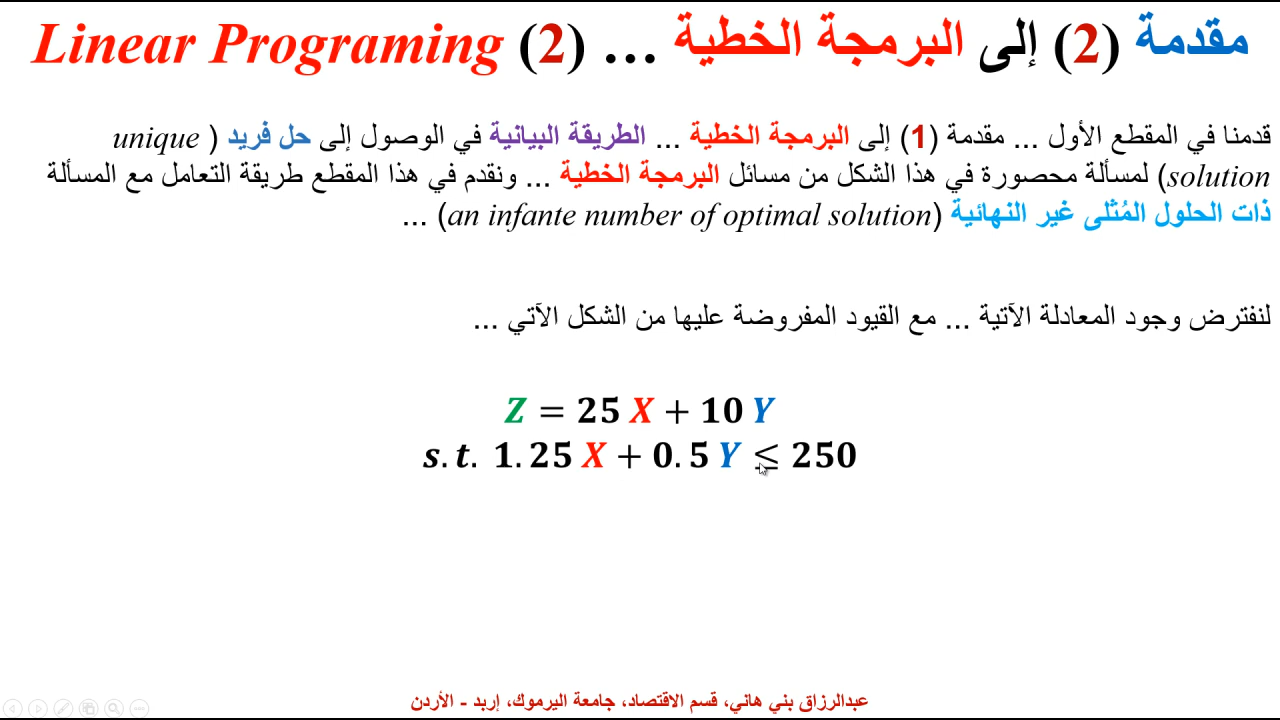 مقدمة (2) إلى البرمجة الخطية ... (2) Linear Programing
قدمنا في المقطع الأول ... مقدمة (1) إلى البرمجة الخطية ... الطريقة البيانية في الوصول إلى حل فريد ( unique
solution) لمسألة محصورة في هذا الشكل من مسائل البرمجة الخطية ... ونقدم في هذا المقطع طريقة التعامل مع المسألة
ذات الحلول المُثلى غير النهائية (an infante number of optimal solution) ...
لنفترض وجود المعادلة الآتية ... مع القيود المفروضة عليها من الشكل الآتي ...
Z = 25 X + 10 Y
s.t. 1.25 X + 0.5 Y ≤ 250
عبدالرزاق بني هاني، قسم الاقتصاد، جامعة اليرموك، إربد - الأردن